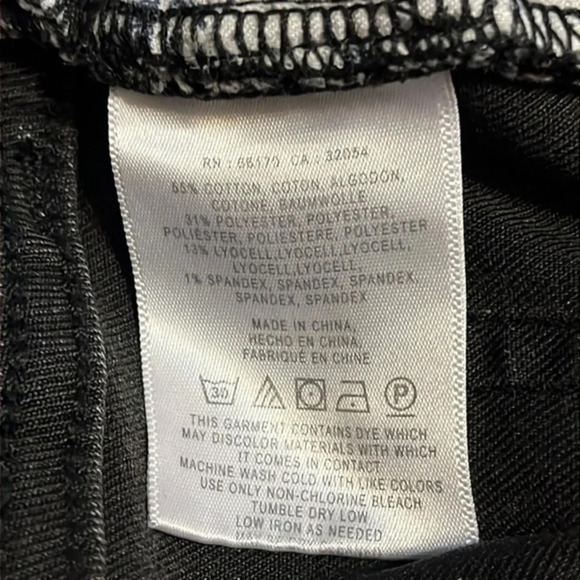 RN : 66170 CA : 32054
55% COTTON, COTON, ALGODON,
COTONE, BAUMWOLLE
31% POLYESTER, POLYESTER,
POLIÉSTER, POLIESTERE, POLYESTER
13% LYOCELL,LYOCELL, LYOCELL,
LYOCELL,LYOCELL
1% SPANDEX, SPANDEX, SPANDEX,
SPANDEX, SPANDEX
MADE IN CHINA,
HECHO EN CHINA,
FABRIQUÉ EN CHINE
30 P
THIS GARMENT CONTAINS DYE WHICH
MAY DISCOLOR MATERIALS WITH WHICH
IT COMES IN CONTACT
MACHINE WASH COLD WITH LIKE COLORS
USE ONLY NON-CHLORINE BLEACH
TUMBLE DRY LOW
LOW IRON AS NEEDED